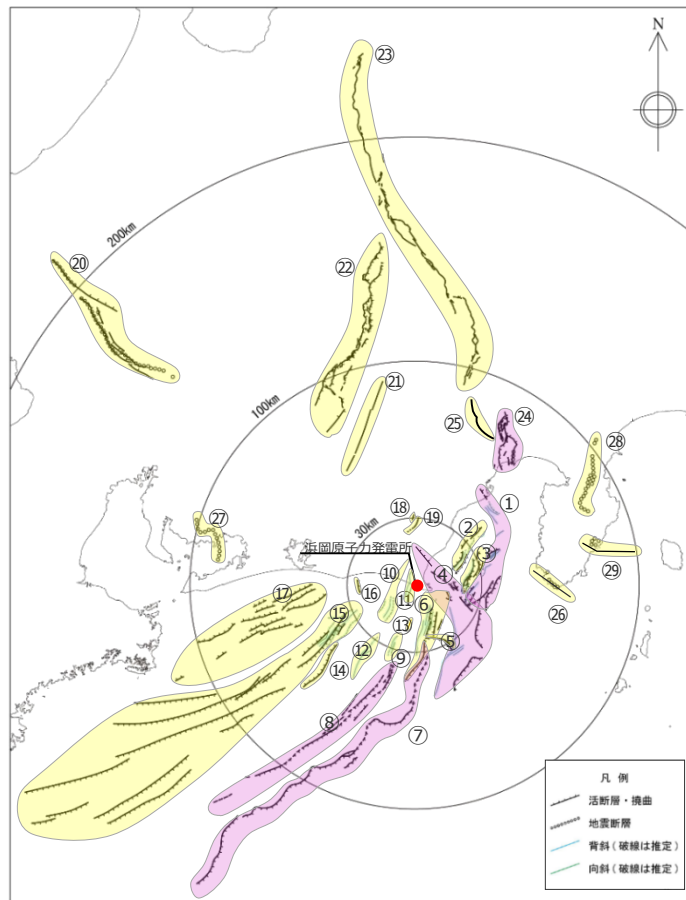 ㉓
N
200km
⑳
㉒
100km
㉑
㉕
㉔
㉘
①
㉗
⑱
⑲
30km
②
③
浜岡原子力発電所
④
⑩
⑰
⑯
⑪
⑥
⑮
⑬
⑤
㉖
㉙
⑫
⑨
⑭
⑧
⑦
凡 例
活断層・撓曲
地震断層
背斜(破線は推定)
向斜(破線は推定)